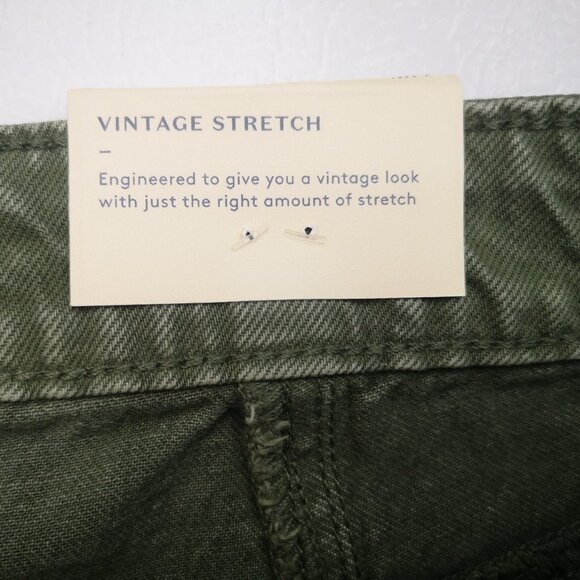 VINTAGE STRETCH
–
Engineered to give you a vintage look
with just the right amount of stretch